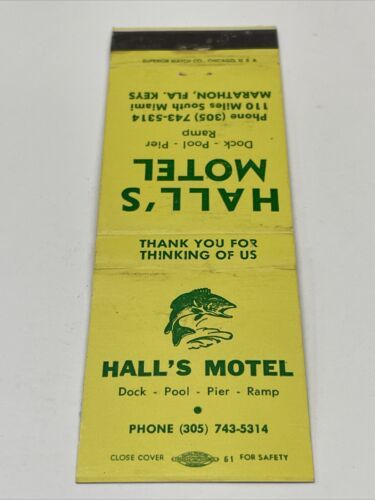 SUPERIOR MATCH CO., CHICAGO, U.S.A.
HALL'S
MOTEL
Dock - Pool - Pier
Ramp
Phone (305) 743-5314
110 Miles South Miami
MARATHON, FLA. KEYS
THANK YOU FOR
THINKING OF US
HALL'S MOTEL
Dock - Pool - Pier - Ramp
PHONE (305) 743-5314
CLOSE COVER 61 FOR SAFETY